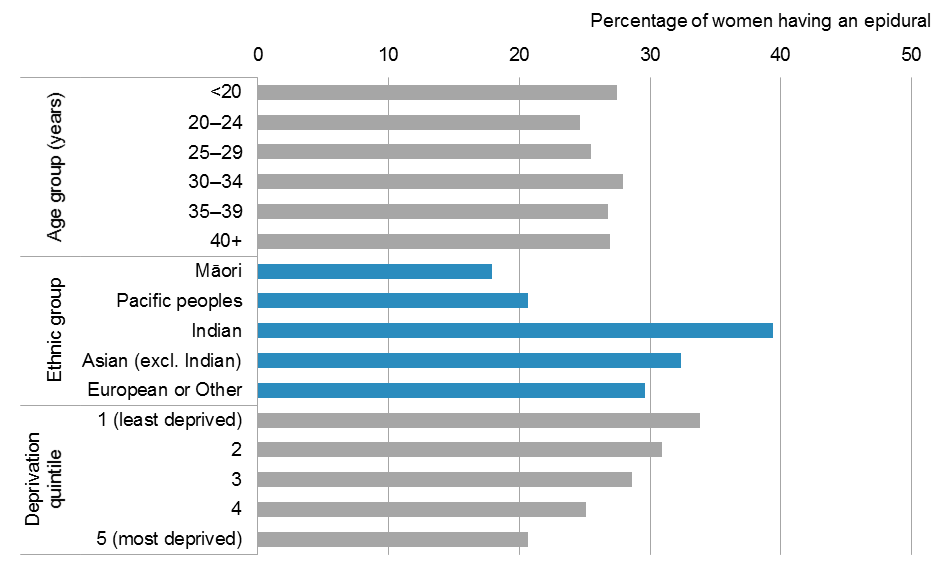 Percentage of women having an epidural
0 10 20 30 40 50
Age group (years)
<20
20–24
25–29
30–34
35–39
40+
Ethnic group
Māori
Pacific peoples
Indian
Asian (excl. Indian)
European or Other
Deprivation
quintile
1 (least deprived)
2
3
4
5 (most deprived)